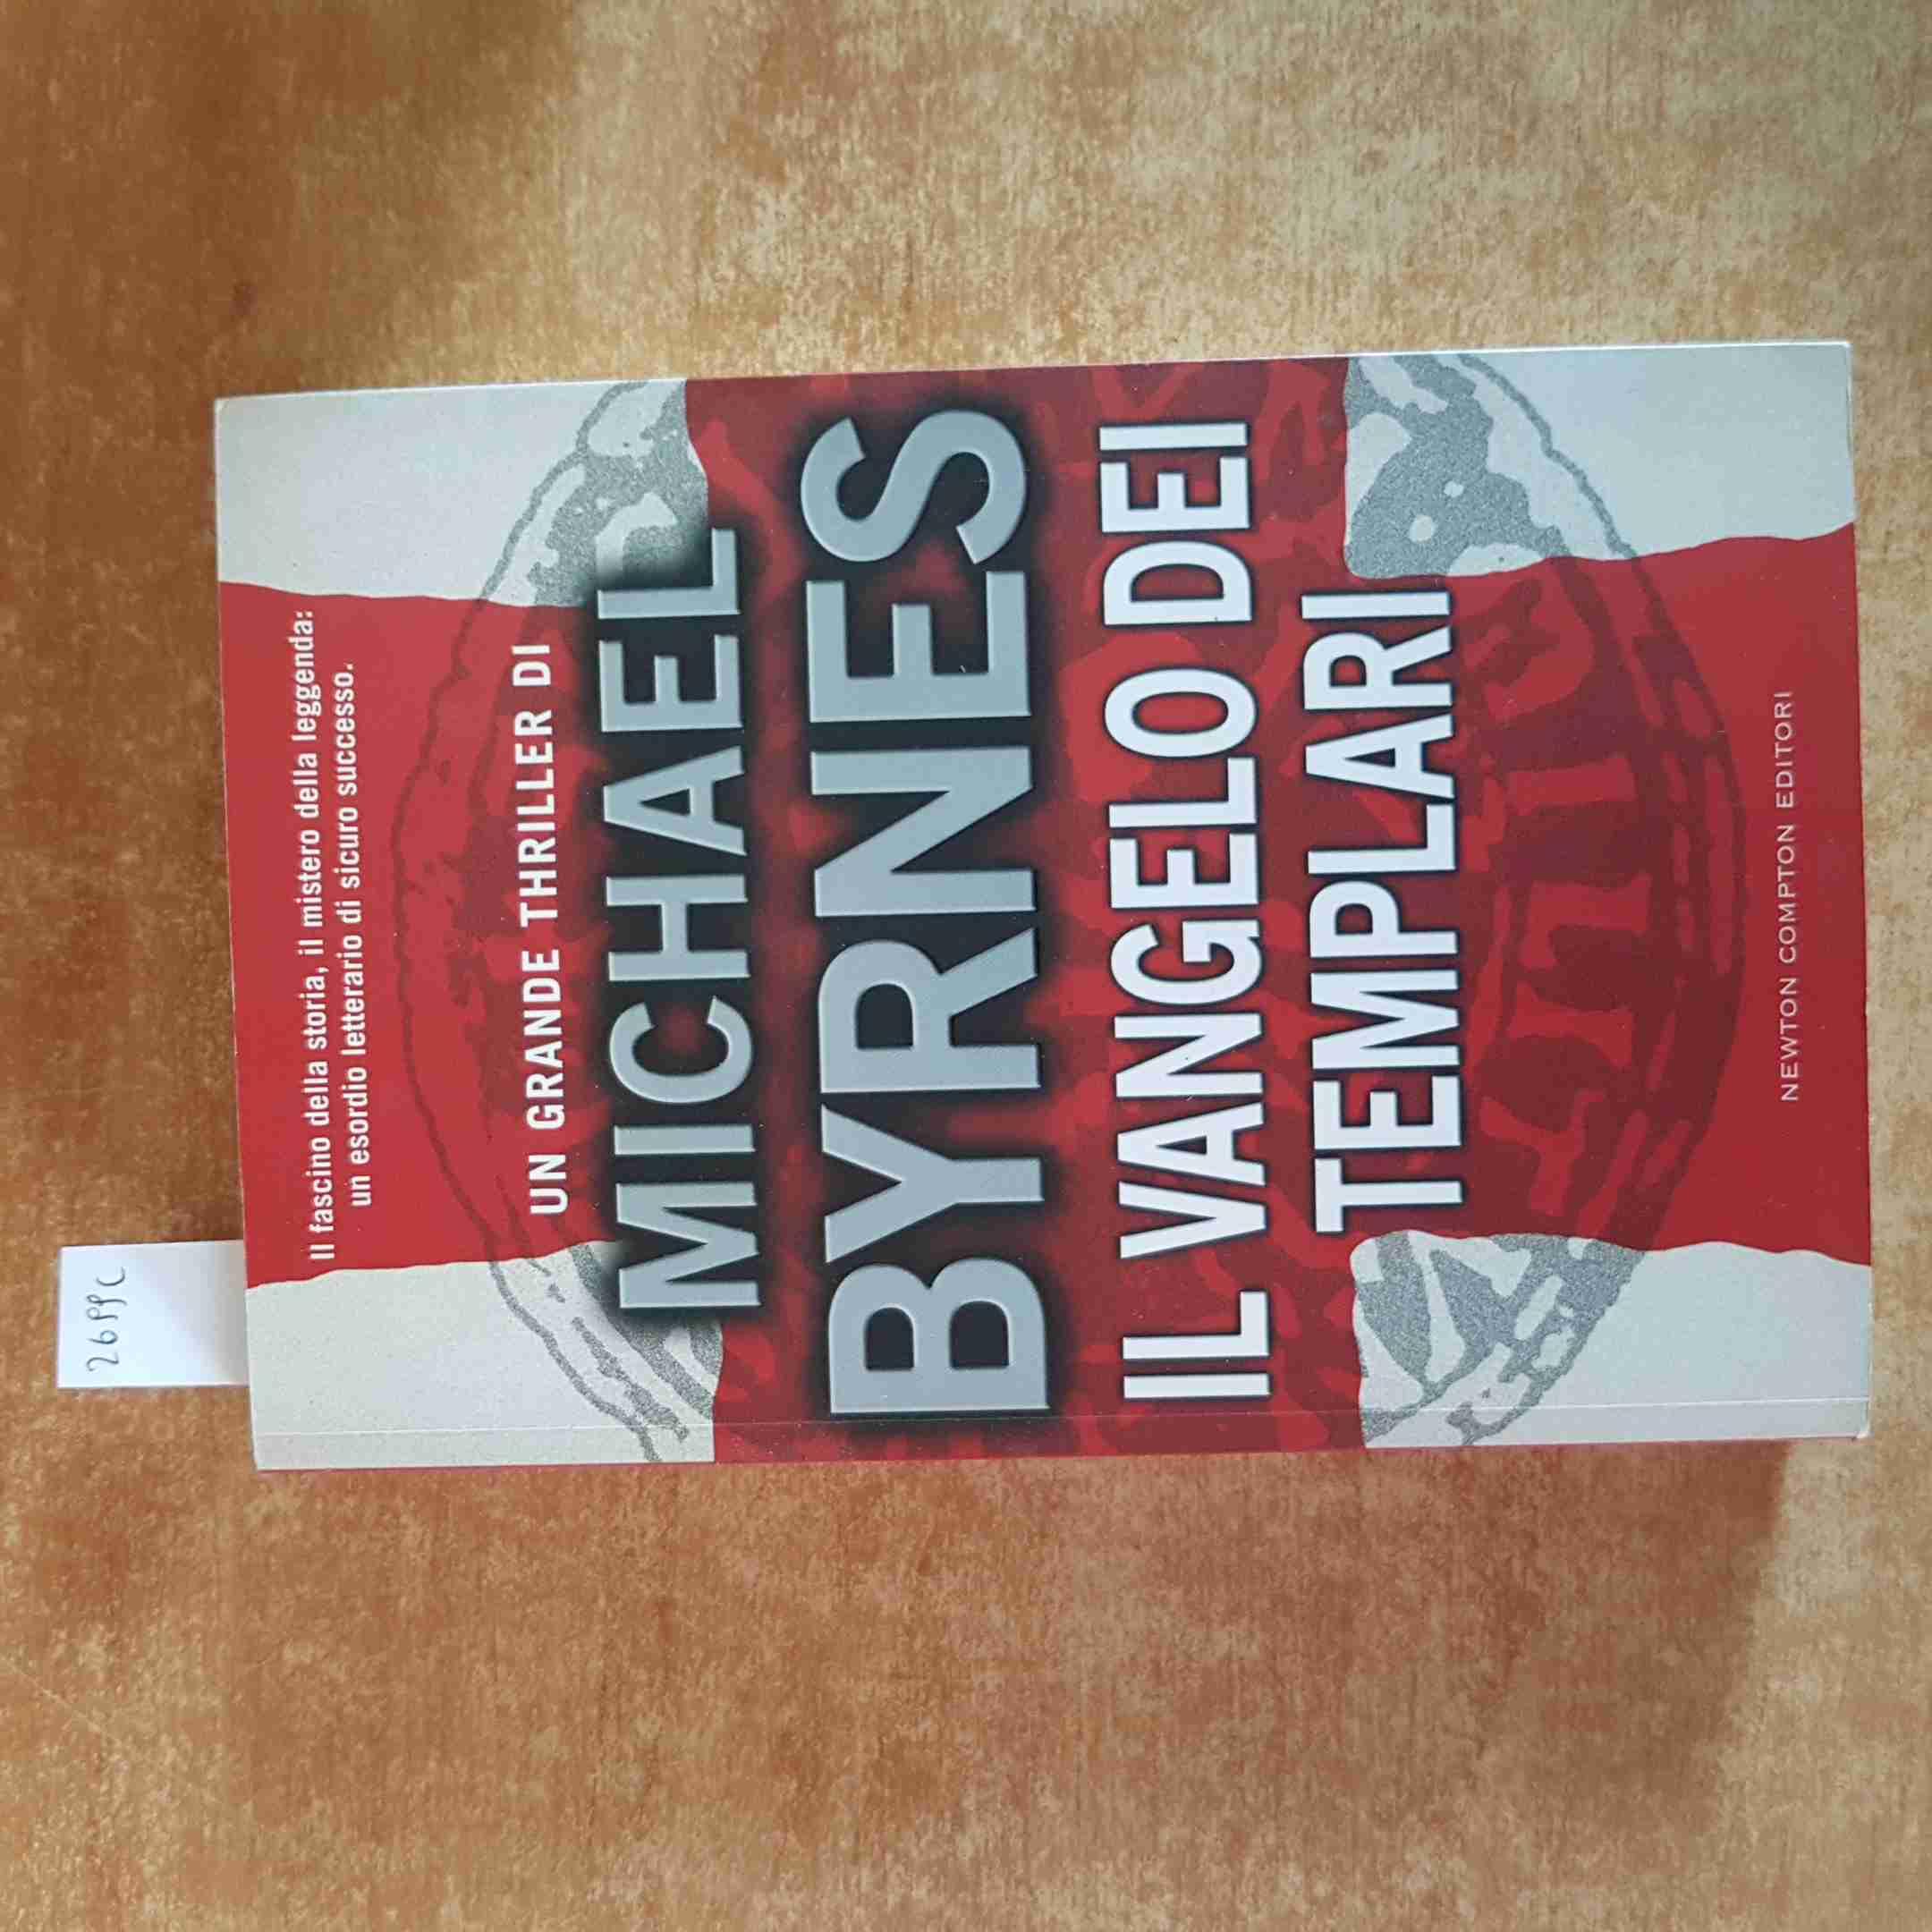 26PPC
Il fascino della storia, il mistero della leggenda:
un esordio letterario di sicuro successo.
UN GRANDE THRILLER DI
MICHAEL
BYRNES
IL VANGELO DEI
TEMPLARI
NEWTON COMPTON EDITORI